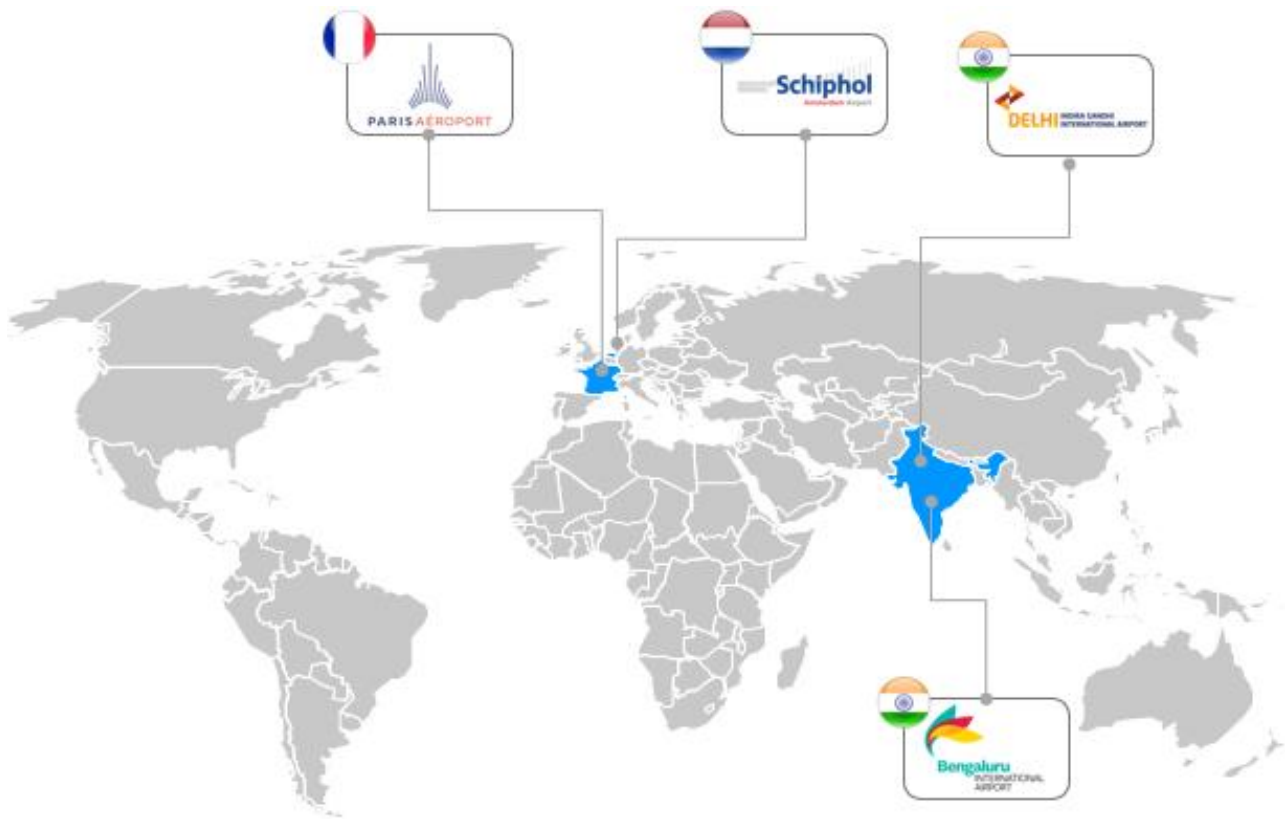 PARIS AÉROPORT
Schiphol
Amsterdam Airport
DELHI INDIRA GANDHI
INTERNATIONAL AIRPORT
Bengaluru
INTERNATIONAL
AIRPORT